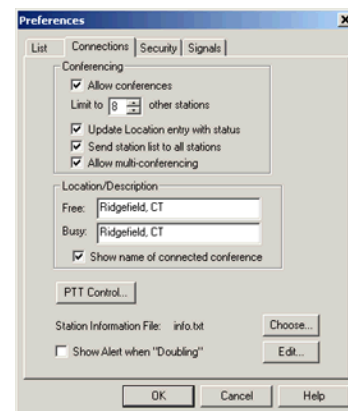 Preferences
List Connections Security Signals
Conferencing
Allow conferences
Limit to 8 other stations
Update Location entry with status
Send station list to all stations
Allow multi-conferencing
Location/Description
Free: Ridgefield, CT
Busy: Ridgefield, CT
Show name of connected conference
PTT Control...
Station Information File: info.txt Choose...
Show Alert when "Doubling" Edit...
OK Cancel Help